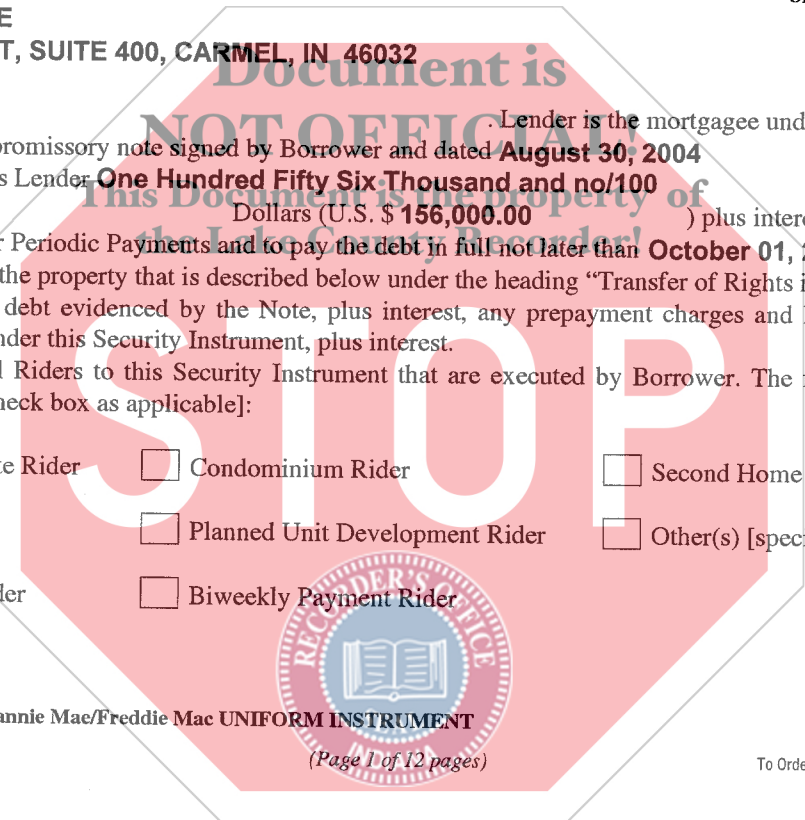 E
T, SUITE 400, CARMEL, IN 46032
Document is
NOT OFFICIAL!
. Lender is the mortgagee und
promissory note signed by Borrower and dated August 30, 2004
s Lender One Hundred Fifty Six Thousand and no/100
This Document is the property of
Dollars (U.S. $ 156,000.00 ) plus intere
the Lake County Recorder!
r Periodic Payments and to pay the debt in full not later than October 01, 2
the property that is described below under the heading “Transfer of Rights i
debt evidenced by the Note, plus interest, any prepayment charges and l
nder this Security Instrument, plus interest.
l Riders to this Security Instrument that are executed by Borrower. The f
heck box as applicable]:
STOP
te Rider Condominium Rider Second Home
Planned Unit Development Rider Other(s) [speci
der Biweekly Payment Rider
RECORDER'S OFFICE
SEAL
INDIANA
annie Mae/Freddie Mac UNIFORM INSTRUMENT
(Page 1 of 12 pages)
To Orde